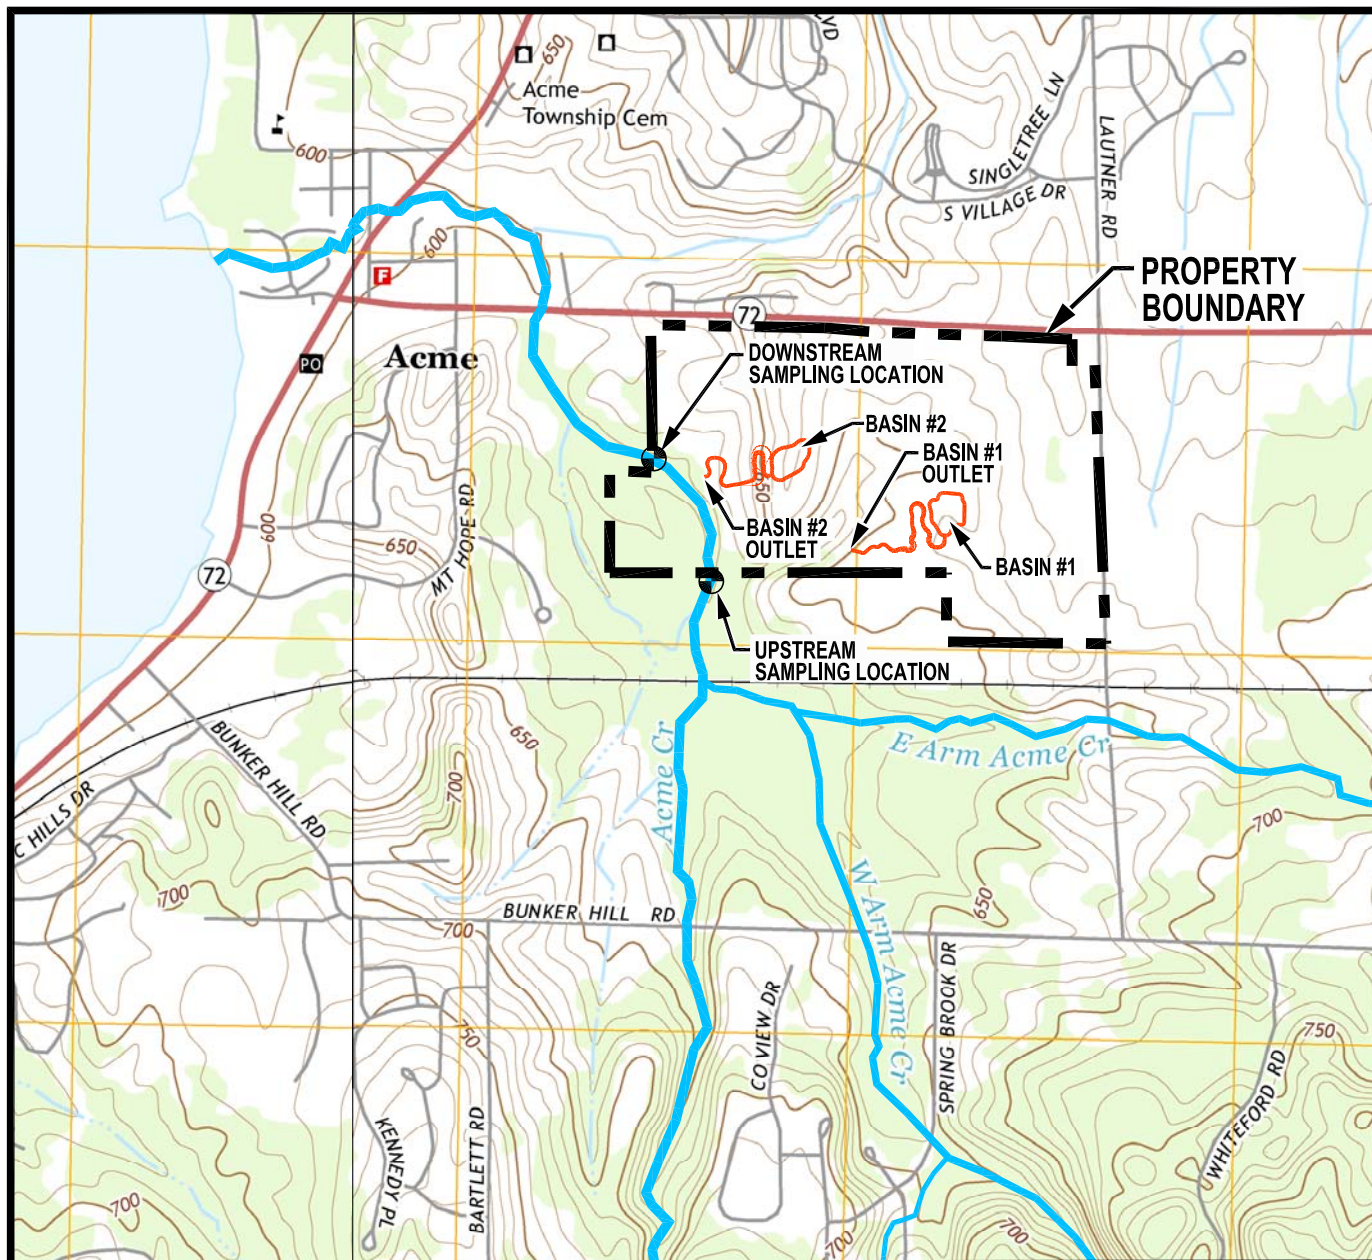 650
LVD
Acme
Township Cem
600
SINGLETREE LN
LAUTNER RD
S VILLAGE DR
600
F
PROPERTY
BOUNDARY
72
PO
Acme
DOWNSTREAM
SAMPLING LOCATION
BASIN #2
BASIN #1
OUTLET
650
BASIN #2
OUTLET
BASIN #1
600
650
MT HOPE RD
72
UPSTREAM
SAMPLING LOCATION
BUNKER HILL RD
650
700
Acme Cr
E Arm Acme Cr
C HILLS DR
700
W Arm Acme Cr
700
650
BUNKER HILL RD
700
CO VIEW DR
SPRING BROOK DR
750
750
WHITEFORD RD
KENNEDY PL
BARTLETT RD
700
700
700